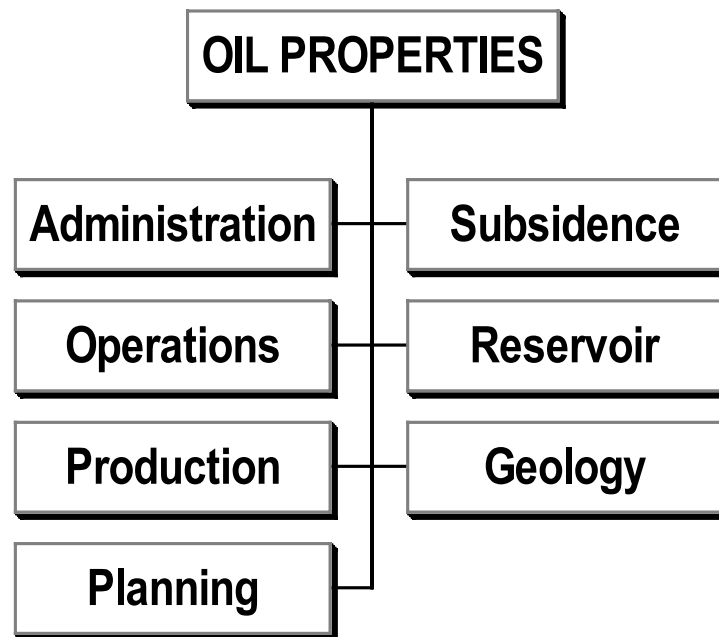 OIL PROPERTIES
Administration
Subsidence
Operations
Reservoir
Production
Geology
Planning